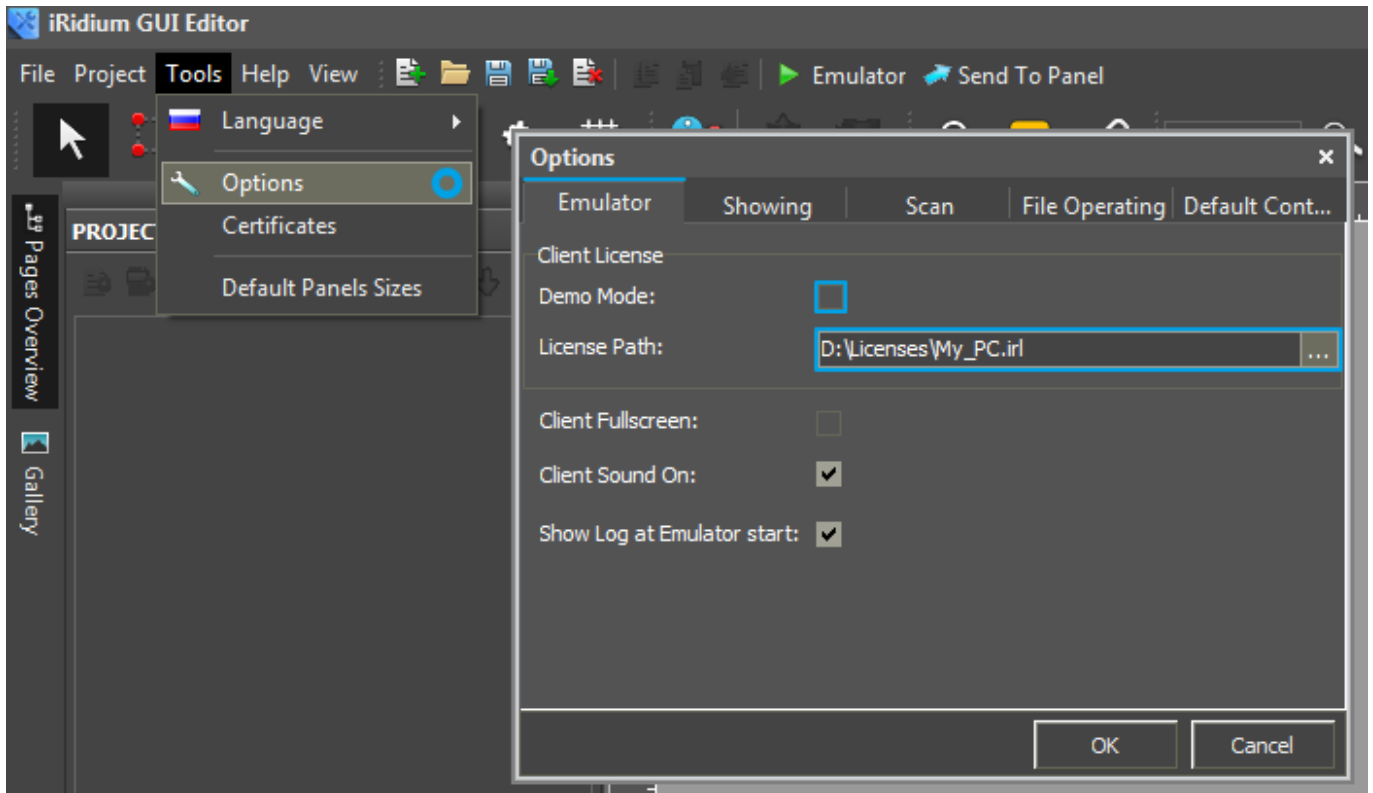 iRidium GUI Editor
File Project Tools Help View Emulator Send To Panel
Language
Options
Certificates
Default Panels Sizes
Pages Overview
Gallery
PROJEC
Options
Emulator Showing Scan File Operating Default Cont...
Client License
Demo Mode:
License Path: D:\Licenses\My_PC.irl ...
Client Fullscreen:
Client Sound On:
Show Log at Emulator start:
OK Cancel